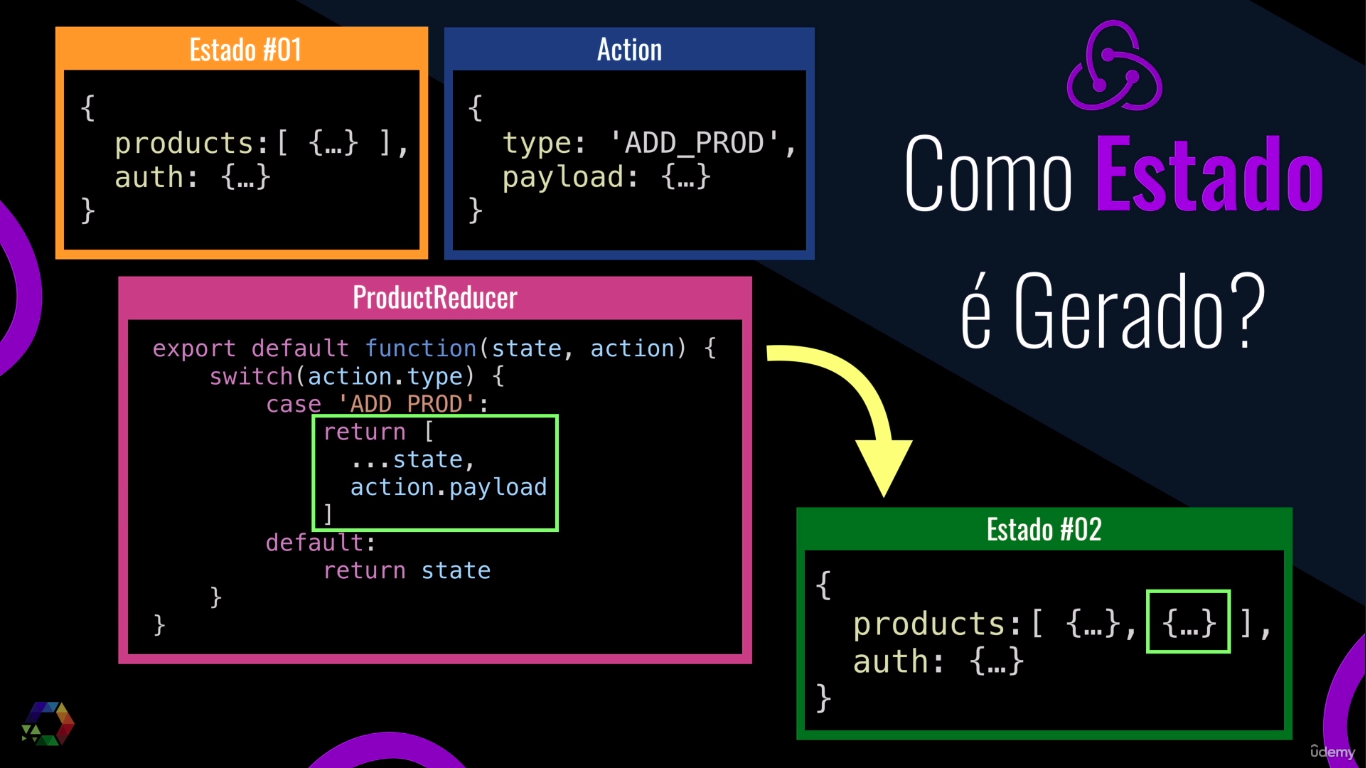 Estado #01
{
products:[ {…} ],
auth: {…}
}
Action
{
type: 'ADD_PROD',
payload: {…}
}
Como Estado
é Gerado?
ProductReducer
export default function(state, action) {
switch(action.type) {
case 'ADD_PROD':
return [
...state,
action.payload
]
default:
return state
}
}
Estado #02
{
products:[ {…}, {…} ],
auth: {…}
}
ûdemy